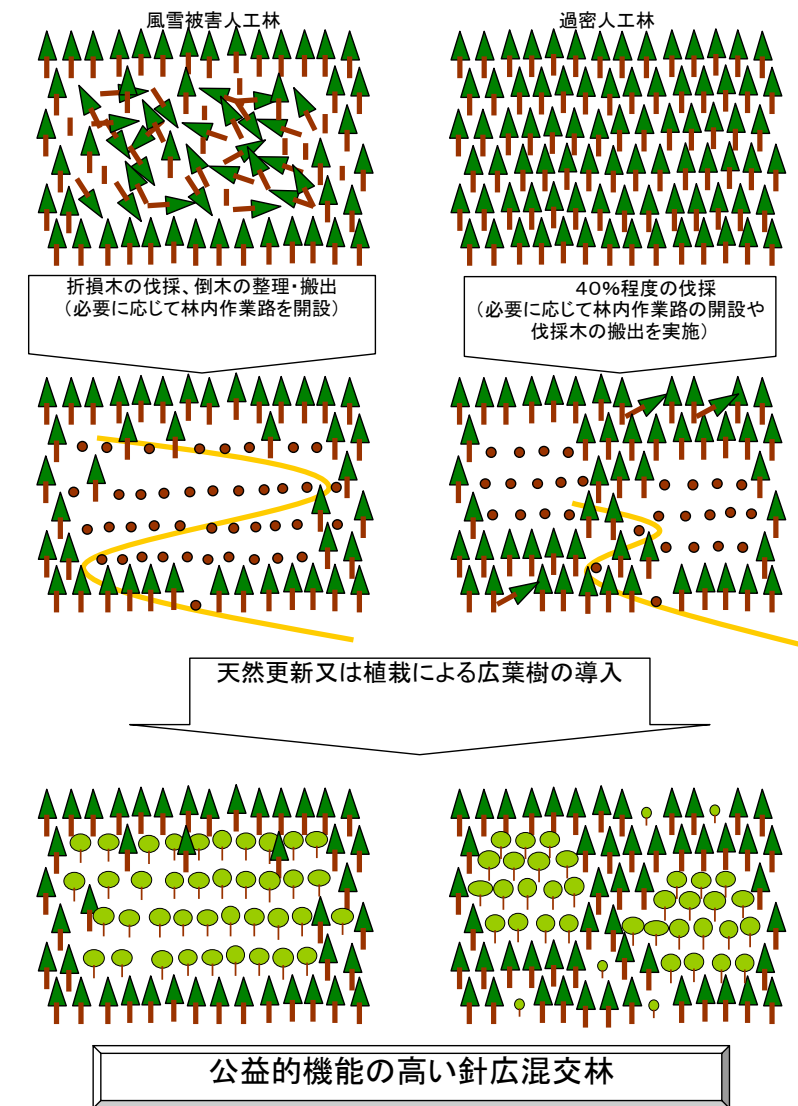 風雪被害人工林
過密人工林
折損木の伐採、倒木の整理・搬出
（必要に応じて林内作業路を開設）
40%程度の伐採
（必要に応じて林内作業路の開設や
伐採木の搬出を実施）
天然更新又は植栽による広葉樹の導入
公益的機能の高い針広混交林